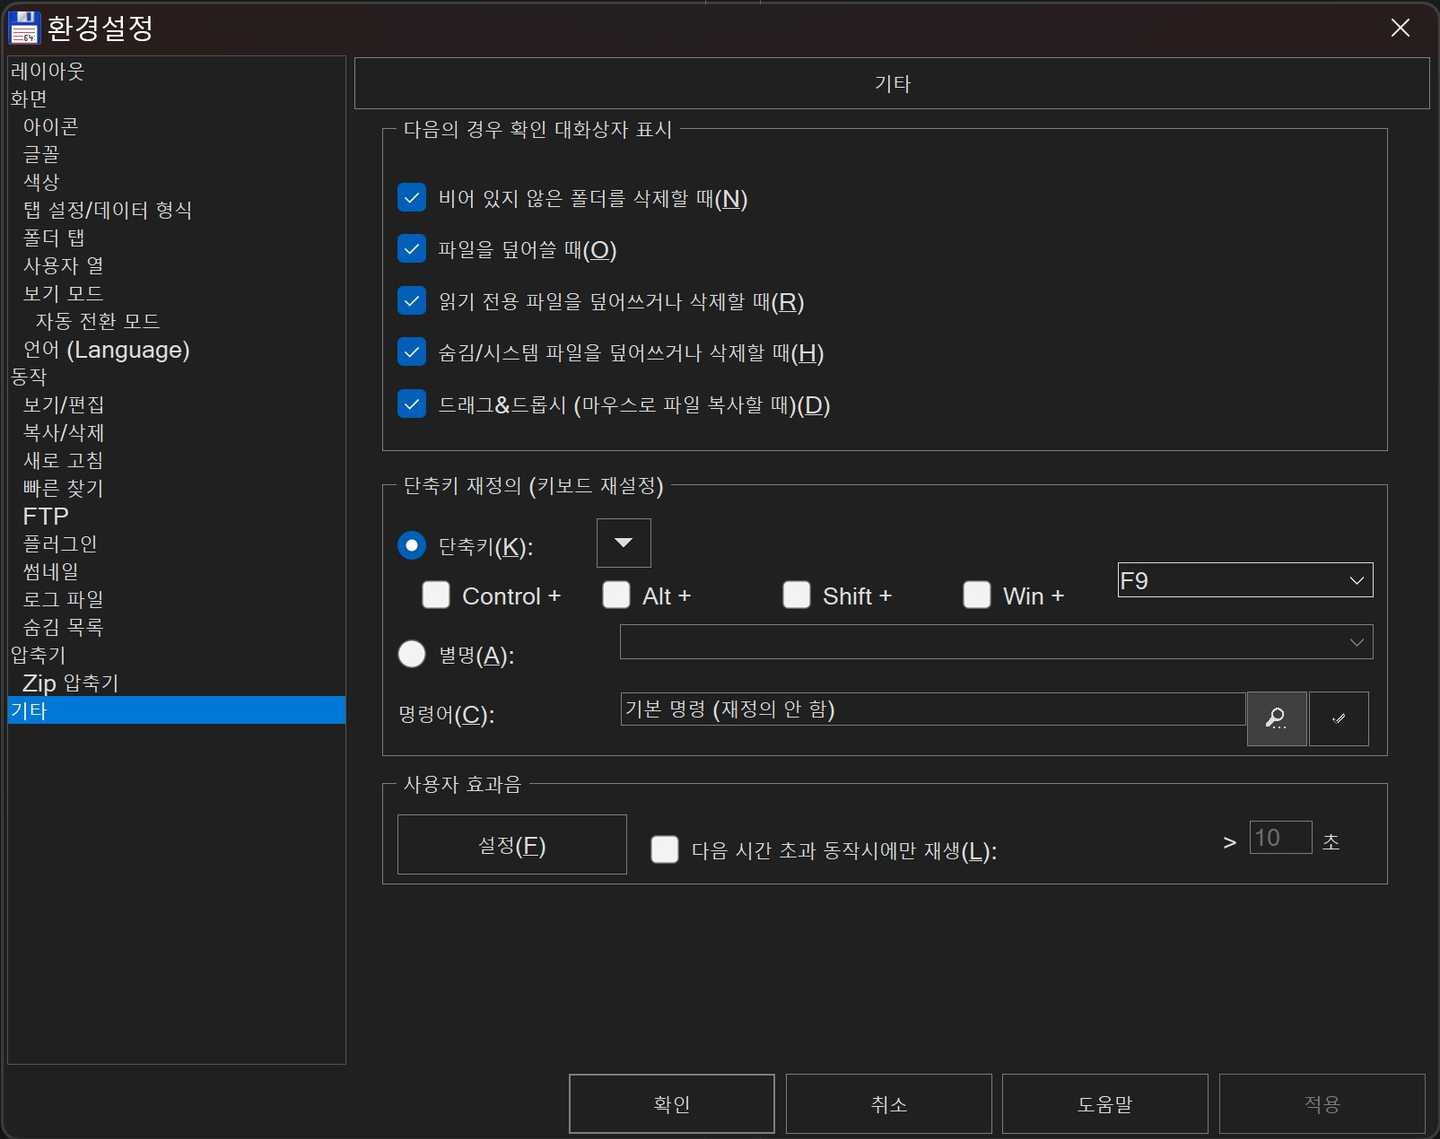 환경설정
레이아웃
화면
아이콘
글꼴
색상
탭 설정/데이터 형식
폴더 탭
사용자 열
보기 모드
자동 전환 모드
언어 (Language)
동작
보기/편집
복사/삭제
새로 고침
빠른 찾기
FTP
플러그인
썸네일
로그 파일
숨김 목록
압축기
Zip 압축기
기타
기타
다음의 경우 확인 대화상자 표시
비어 있지 않은 폴더를 삭제할 때(N)
파일을 덮어쓸 때(O)
읽기 전용 파일을 덮어쓰거나 삭제할 때(R)
숨김/시스템 파일을 덮어쓰거나 삭제할 때(H)
드래그&드롭시 (마우스로 파일 복사할 때)(D)
단축키 재정의 (키보드 재설정)
단축키(K):
Control + Alt + Shift + Win + F9
별명(A):
명령어(C): 기본 명령 (재정의 안 함)
사용자 효과음
설정(F) 다음 시간 초과 동작시에만 재생(L): > 10 초
확인 취소 도움말 적용